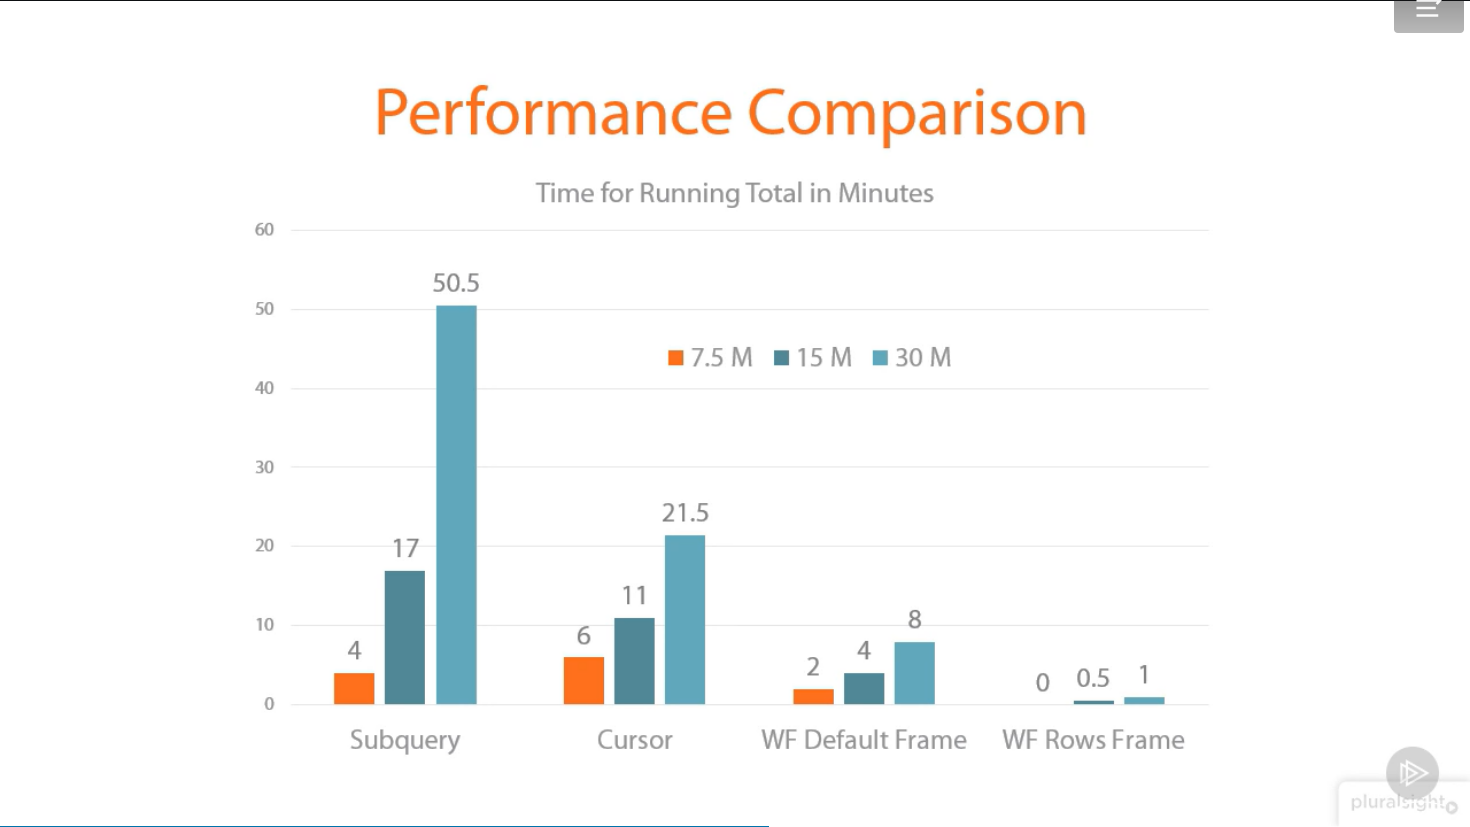 Performance Comparison
Time for Running Total in Minutes
60
50
40
30
20
10
0
7.5 M 15 M 30 M
4 17 50.5
6 11 21.5
2 4 8
0 0.5 1
Subquery Cursor WF Default Frame WF Rows Frame
pluralsight